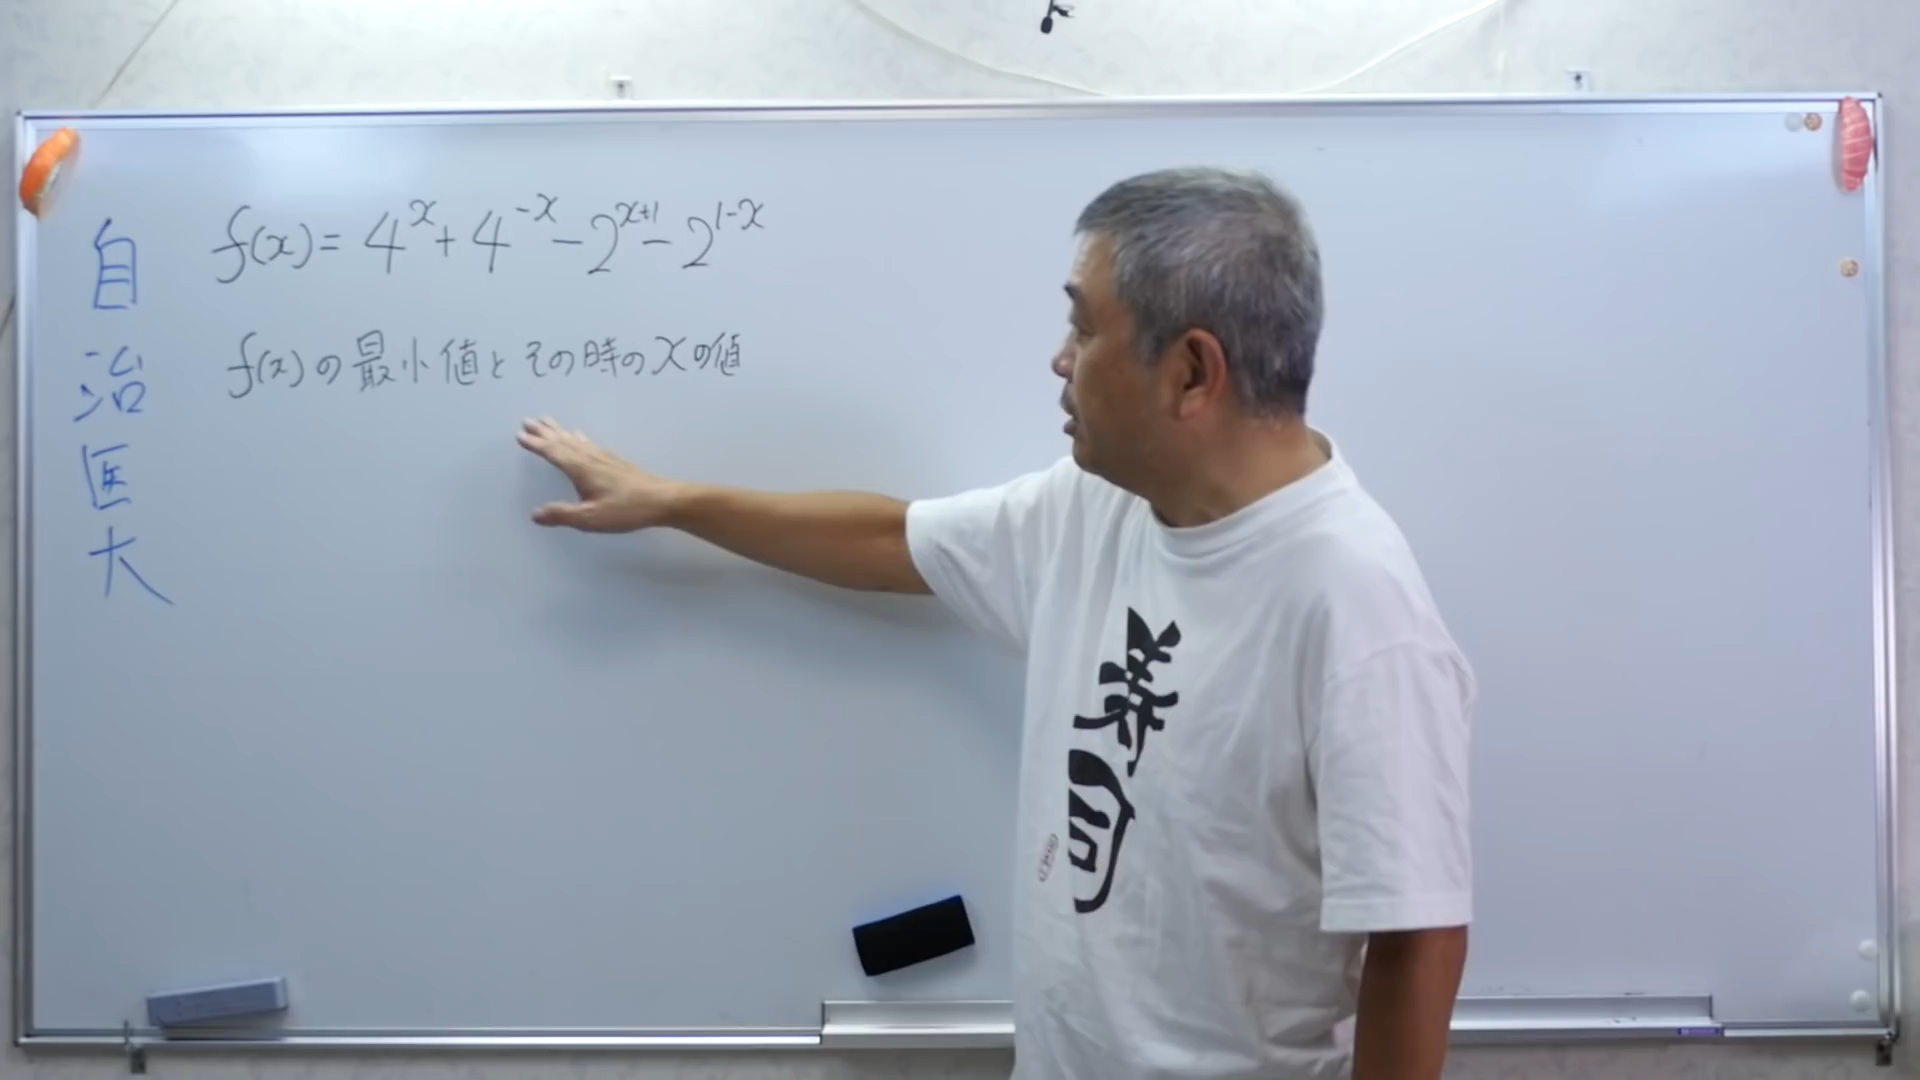 自治医大
f(x) = 4^x + 4^{-x} - 2^{x+1} - 2^{1-x}
f(x)の最小値とその時のxの値
寿司